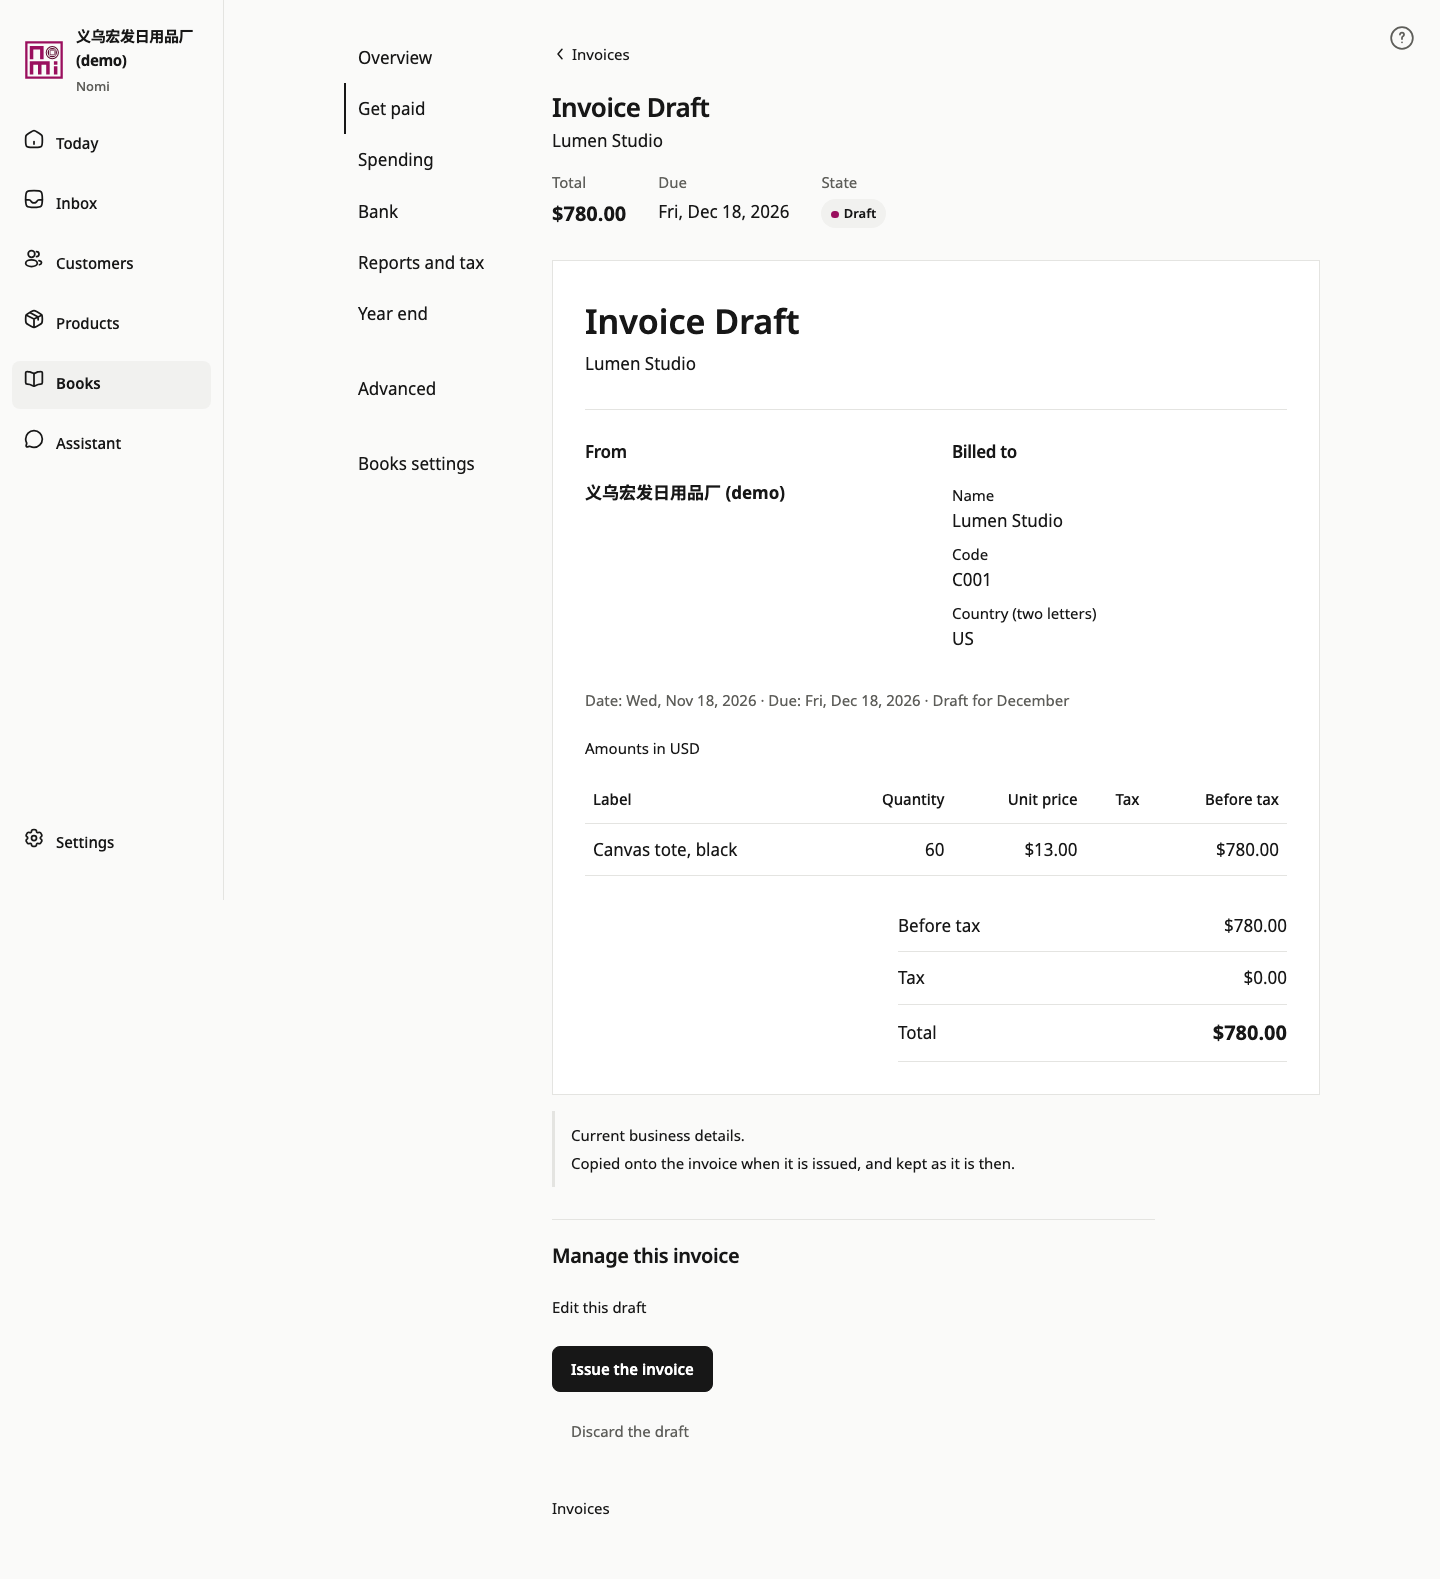 义乌宏发日用品厂
(demo)
Nomi
Today
Inbox
Customers
Products
Books
Assistant
Settings
Overview
Get paid
Spending
Bank
Reports and tax
Year end
Advanced
Books settings
Invoices
Invoice Draft
Lumen Studio
Total
Due
State
$780.00
Fri, Dec 18, 2026
Draft
Invoice Draft
Lumen Studio
From
义乌宏发日用品厂 (demo)
Billed to
Name
Lumen Studio
Code
C001
Country (two letters)
US
Date: Wed, Nov 18, 2026 · Due: Fri, Dec 18, 2026 · Draft for December
Amounts in USD
Label Quantity Unit price Tax Before tax
Canvas tote, black 60 $13.00 $780.00
Before tax $780.00
Tax $0.00
Total $780.00
Current business details.
Copied onto the invoice when it is issued, and kept as it is then.
Manage this invoice
Edit this draft
Issue the invoice
Discard the draft
Invoices